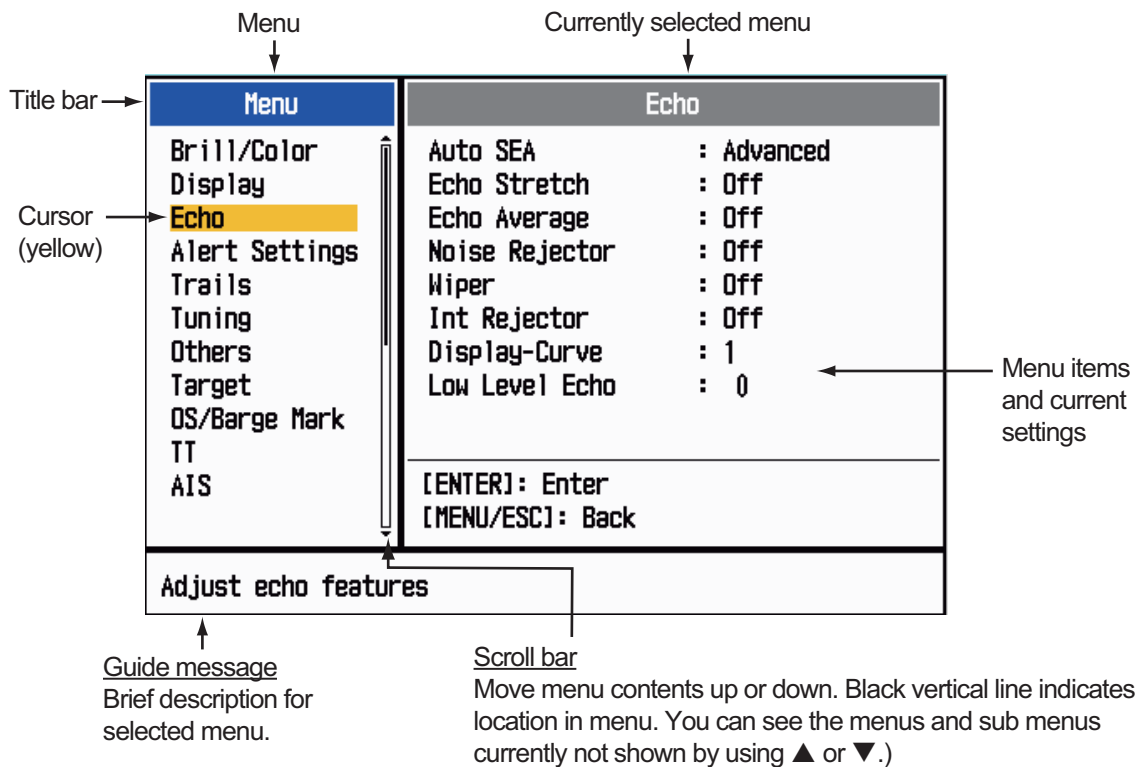 Menu
Currently selected menu
Title bar
Menu
Echo
Brill/Color
Display
Echo
Alert Settings
Trails
Tuning
Others
Target
OS/Barge Mark
TT
AIS
Auto SEA : Advanced
Echo Stretch : Off
Echo Average : Off
Noise Rejector : Off
Wiper : Off
Int Rejector : Off
Display-Curve : 1
Low Level Echo : 0
[ENTER]: Enter
[MENU/ESC]: Back
Cursor
(yellow)
Menu items
and current
settings
Adjust echo features
Guide message
Brief description for
selected menu.
Scroll bar
Move menu contents up or down. Black vertical line indicates
location in menu. You can see the menus and sub menus
currently not shown by using ▲ or ▼.)